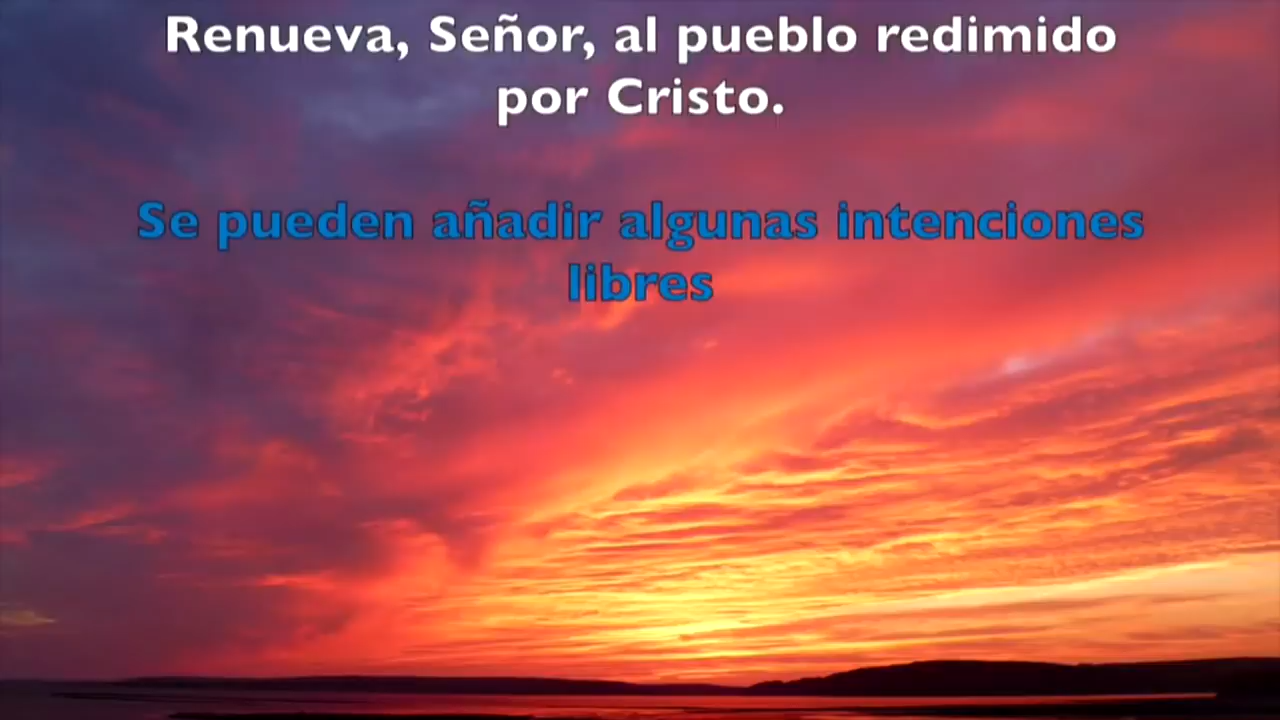 Renueva, Señor, al pueblo redimido
por Cristo.
Se pueden añadir algunas intenciones
libres